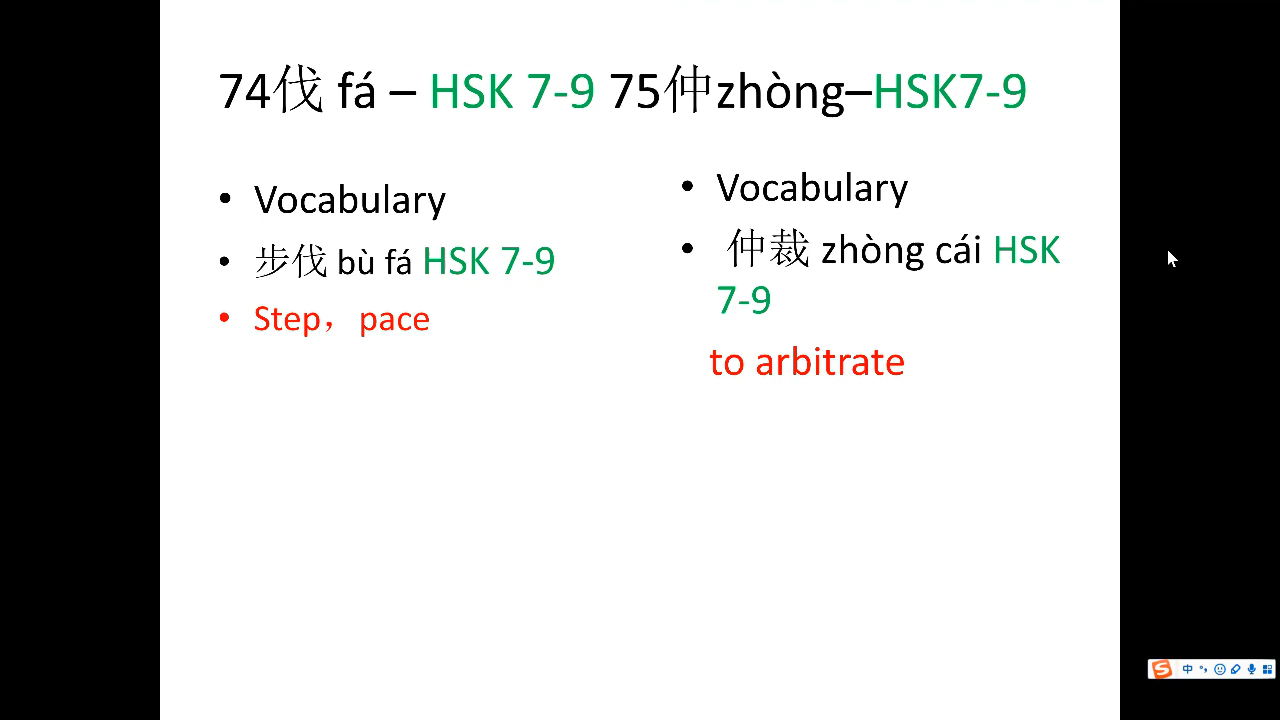 74伐 fá – HSK 7-9 75仲zhòng–HSK7-9
• Vocabulary
• 步伐 bù fá HSK 7-9
• Step，pace
• Vocabulary
• 仲裁 zhòng cái HSK
7-9
to arbitrate
中